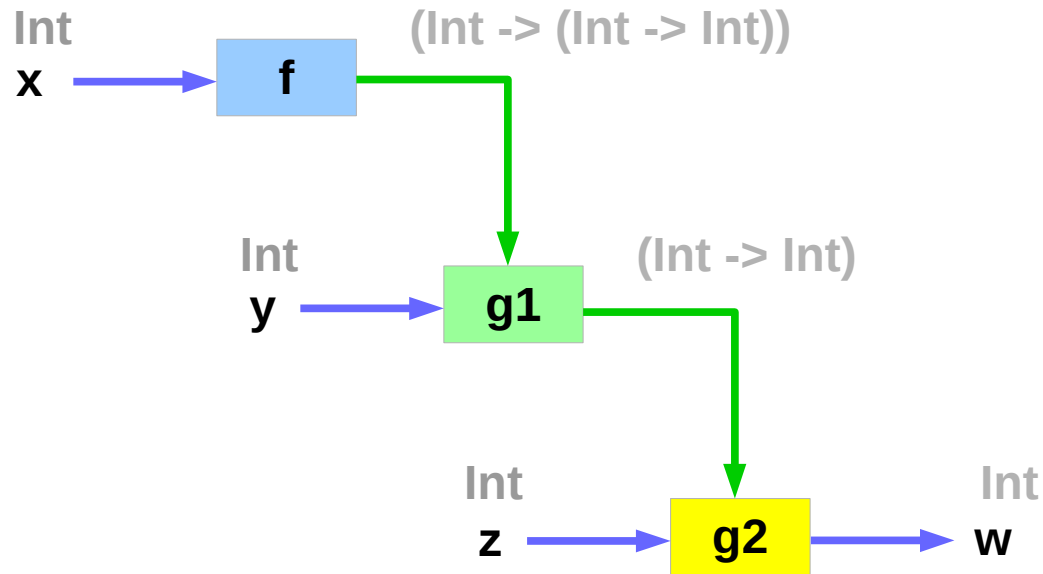 Int (Int -> (Int -> Int))
x f
Int (Int -> Int)
y g1
Int Int
z g2 w